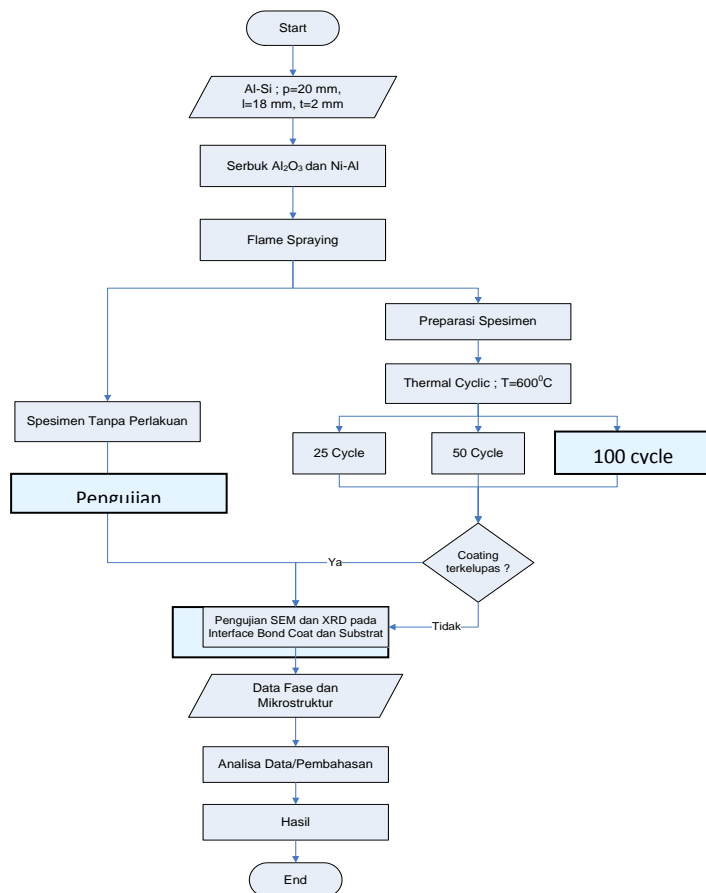 Start
Al-Si ; p=20 mm,
l=18 mm, t=2 mm
Serbuk Al₂O₃ dan Ni-Al
Flame Spraying
Preparasi Spesimen
Thermal Cyclic ; T=600⁰C
Spesimen Tanpa Perlakuan
25 Cycle
50 Cycle
100 cycle
Pengujian
Coating
terkelupas ?
Ya
Tidak
Pengujian SEM dan XRD pada
Interface Bond Coat dan Substrat
Data Fase dan
Mikrostruktur
Analisa Data/Pembahasan
Hasil
End